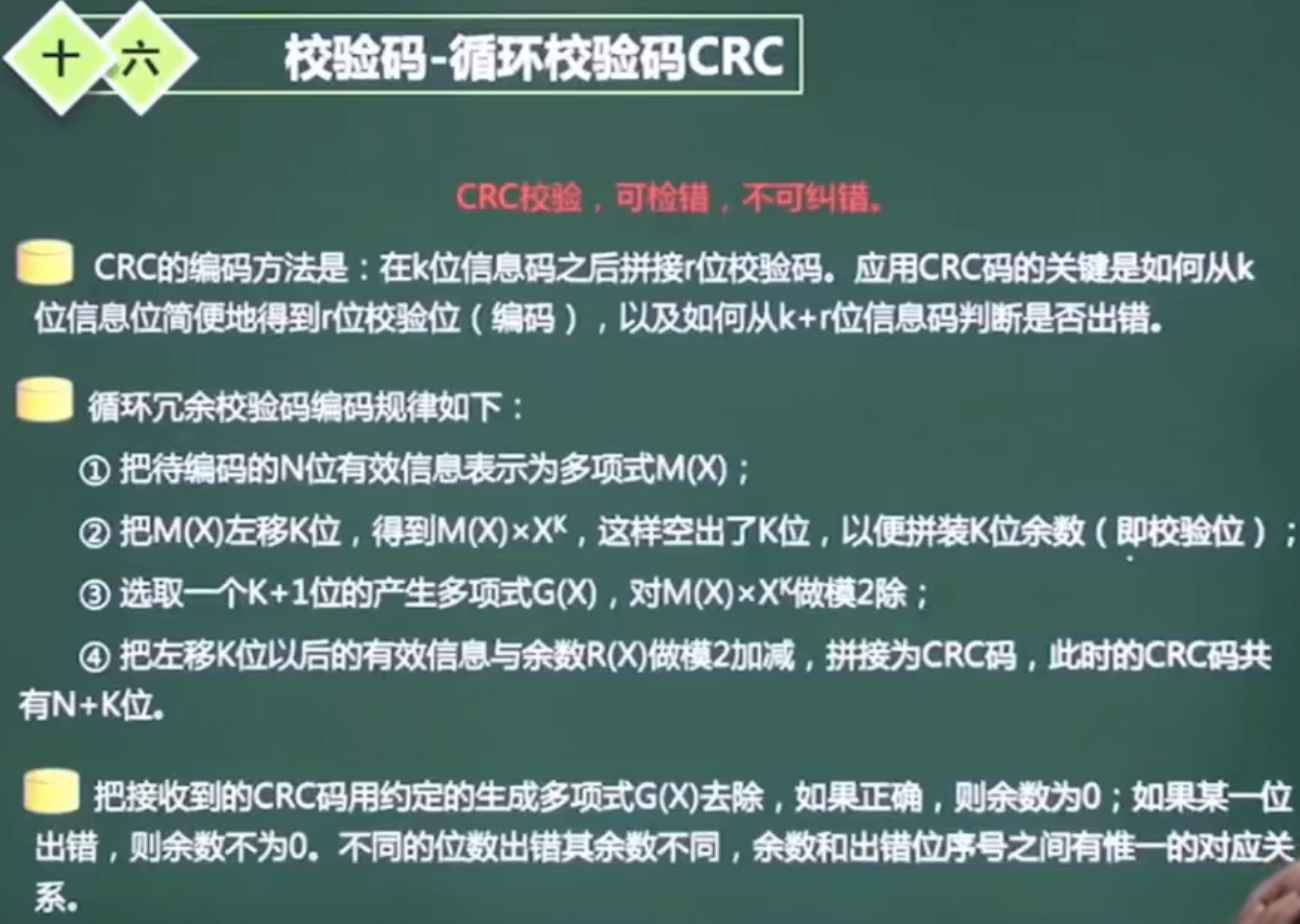 十六 校验码-循环校验码CRC
CRC校验，可检错，不可纠错。
CRC的编码方法是：在k位信息码之后拼接r位校验码。应用CRC码的关键是如何从k
位信息位简便地得到r位校验位（编码），以及如何从k+r位信息码判断是否出错。
循环冗余校验码编码规律如下：
① 把待编码的N位有效信息表示为多项式M(X)；
② 把M(X)左移K位，得到M(X)×Xᴷ，这样空出了K位，以便拼装K位余数（即校验位）；
③ 选取一个K+1位的产生多项式G(X)，对M(X)×Xᴷ做模2除；
④ 把左移K位以后的有效信息与余数R(X)做模2加减，拼接为CRC码，此时的CRC码共
有N+K位。
把接收到的CRC码用约定的生成多项式G(X)去除，如果正确，则余数为0；如果某一位
出错，则余数不为0。不同的位数出错其余数不同，余数和出错位序号之间有惟一的对应关
系。